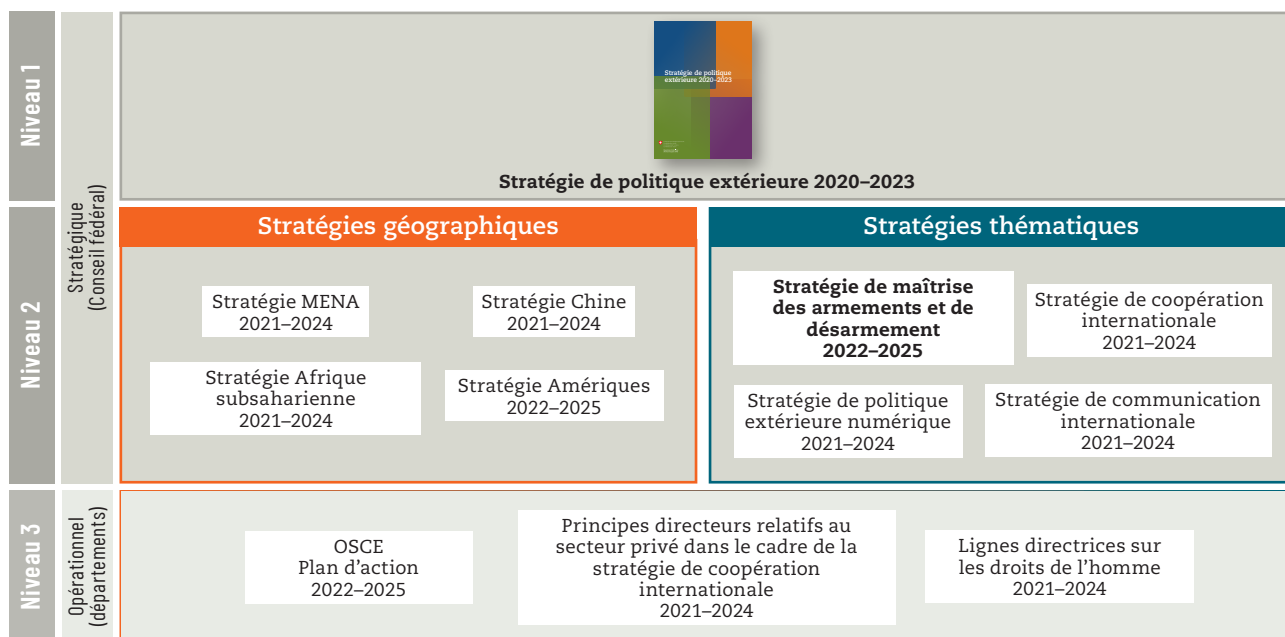 Niveau 1
Stratégique
(Conseil fédéral)
Stratégie de politique
extérieure 2020–2023
Stratégie de politique extérieure 2020–2023
Niveau 2
Stratégies géographiques
Stratégie MENA
2021–2024
Stratégie Chine
2021–2024
Stratégie Afrique
subsaharienne
2021–2024
Stratégie Amériques
2022–2025
Stratégies thématiques
Stratégie de maîtrise
des armements et de
désarmement
2022–2025
Stratégie de coopération
internationale
2021–2024
Stratégie de politique
extérieure numérique
2021–2024
Stratégie de communication
internationale
2021–2024
Niveau 3
Opérationnel
(départements)
OSCE
Plan d’action
2022–2025
Principes directeurs relatifs au
secteur privé dans le cadre de la
stratégie de coopération
internationale
2021–2024
Lignes directrices sur
les droits de l’homme
2021–2024